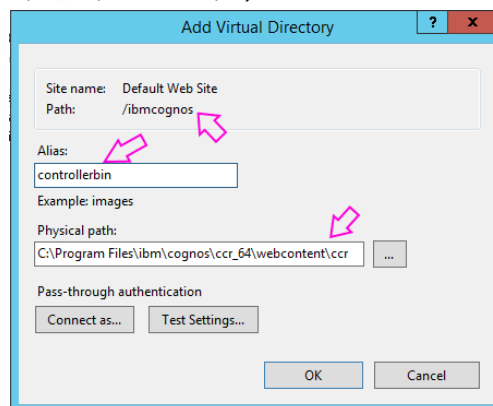 Add Virtual Directory
? x
Site name: Default Web Site
Path: /ibmcognos
Alias:
controllerbin
Example: images
Physical path:
C:\Program Files\ibm\cognos\ccr_64\webcontent\ccr ...
Pass-through authentication
Connect as... Test Settings...
OK Cancel